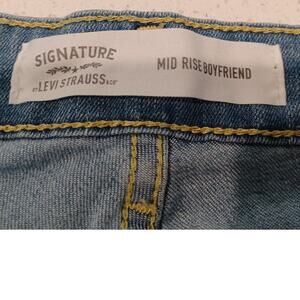 SIGNATURE
BY LEVI STRAUSS & CO
MID RISE BOYFRIEND